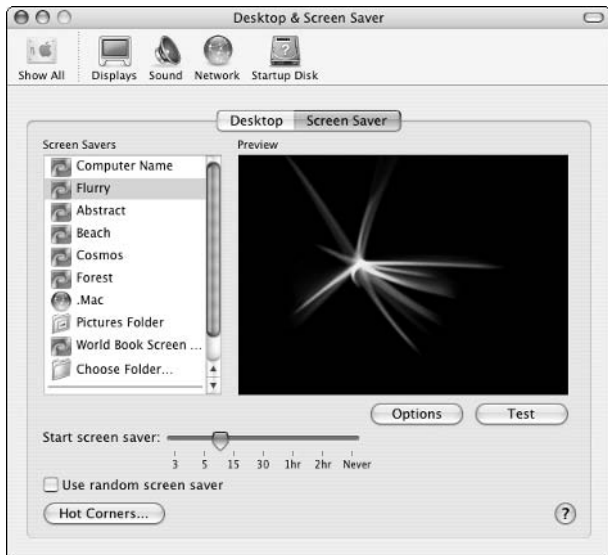 Desktop & Screen Saver
Show All Displays Sound Network Startup Disk
Desktop Screen Saver
Screen Savers Preview
Computer Name
Flurry
Abstract
Beach
Cosmos
Forest
.Mac
Pictures Folder
World Book Screen ...
Choose Folder...
Options Test
Start screen saver:
3 5 15 30 1hr 2hr Never
Use random screen saver
Hot Corners... ?